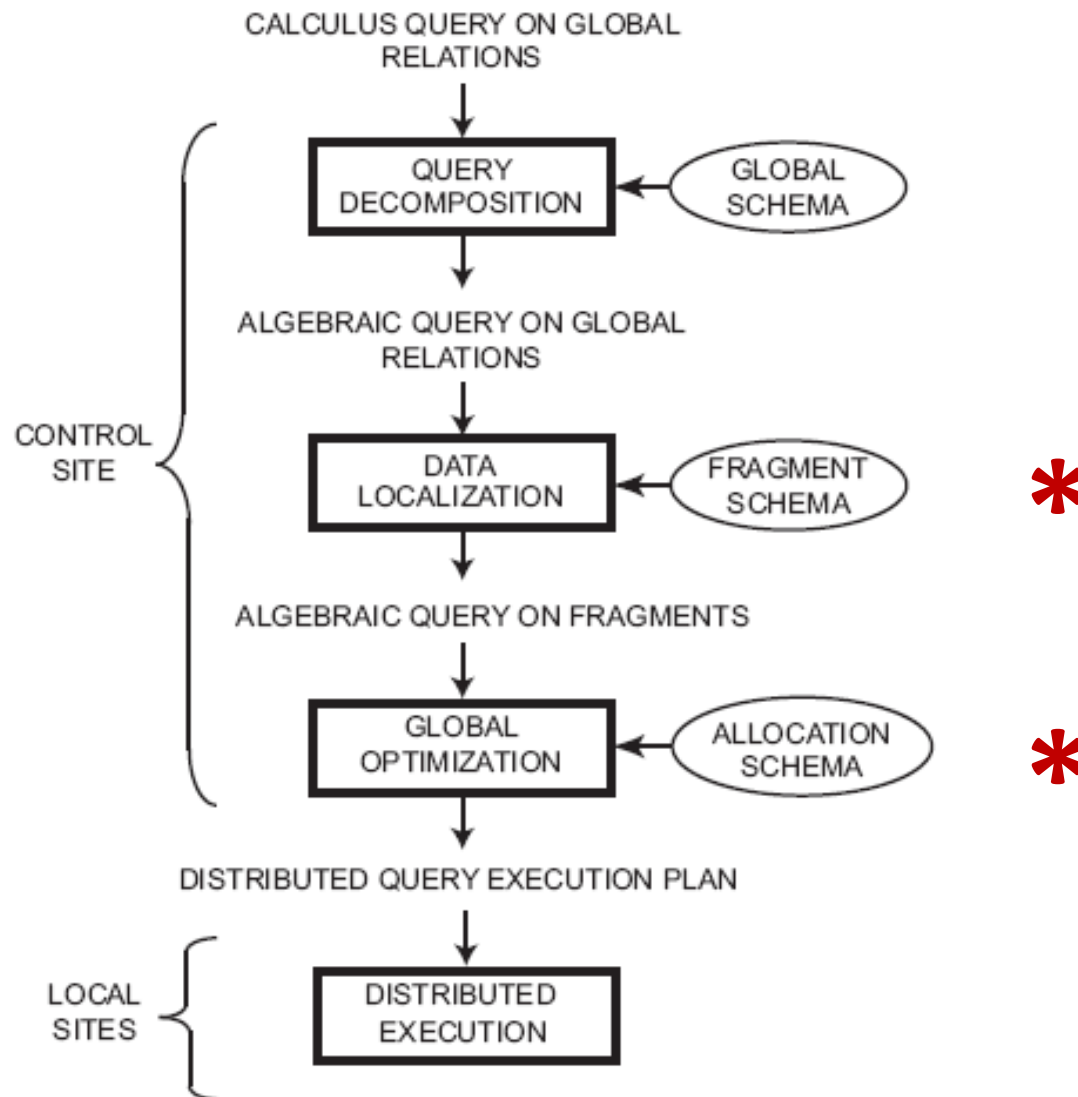 CALCULUS QUERY ON GLOBAL
RELATIONS
QUERY
DECOMPOSITION
GLOBAL
SCHEMA
ALGEBRAIC QUERY ON GLOBAL
RELATIONS
CONTROL
SITE
DATA
LOCALIZATION
FRAGMENT
SCHEMA
*
ALGEBRAIC QUERY ON FRAGMENTS
GLOBAL
OPTIMIZATION
ALLOCATION
SCHEMA
*
DISTRIBUTED QUERY EXECUTION PLAN
LOCAL
SITES
DISTRIBUTED
EXECUTION